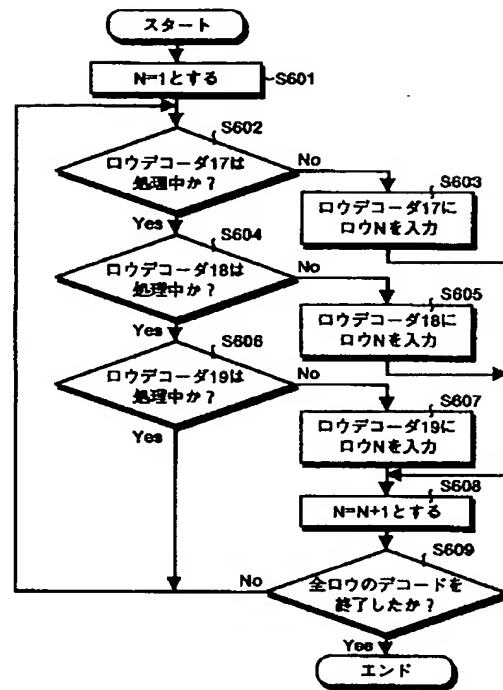 スタート
N=1とする
S601
S602
ロウデコーダ17は
処理中か?
No
Yes
S603
ロウデコーダ17に
ロウNを入力
S604
ロウデコーダ18は
処理中か?
No
Yes
S605
ロウデコーダ18に
ロウNを入力
S606
ロウデコーダ19は
処理中か?
No
Yes
S607
ロウデコーダ19に
ロウNを入力
S608
N=N+1とする
S609
全ロウのデコードを
終了したか?
No
Yes
エンド